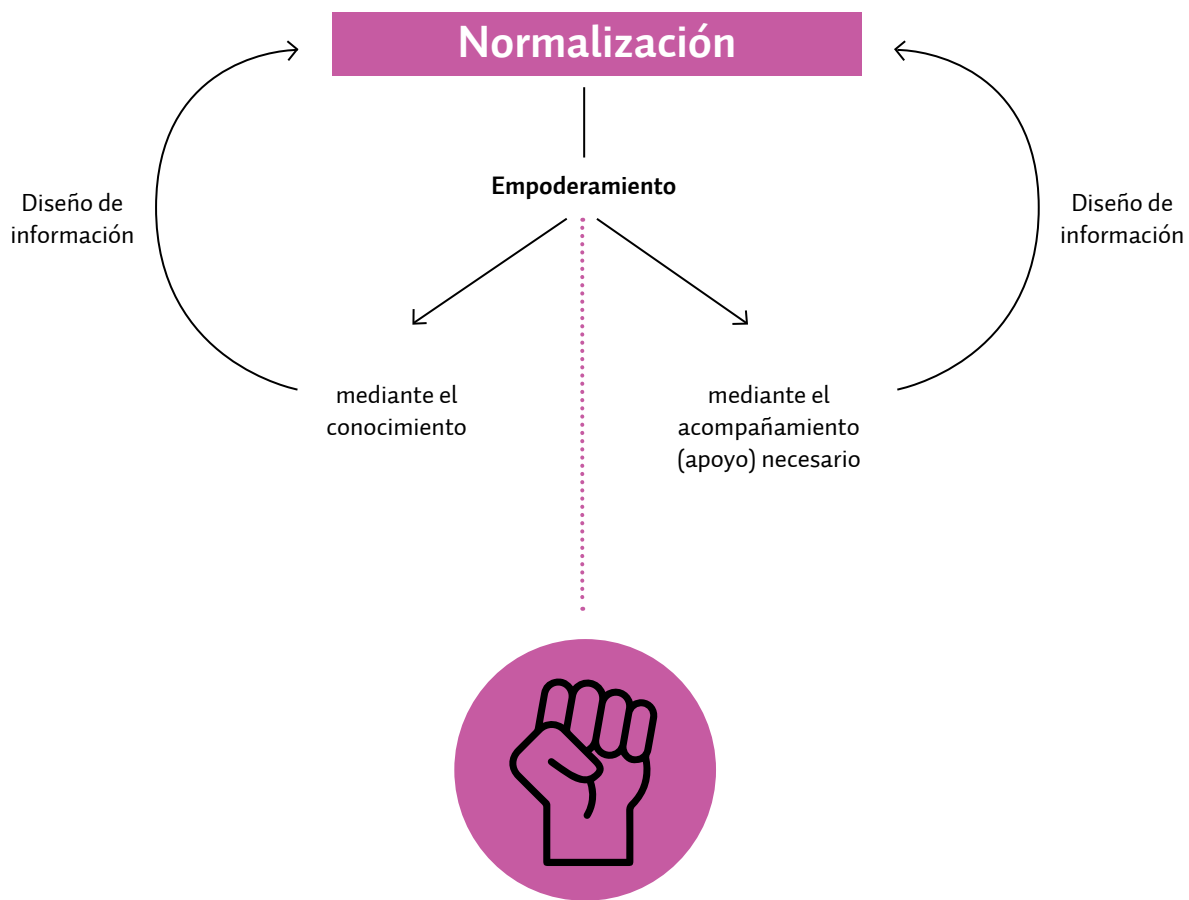 Normalización
Empoderamiento
Diseño de
información
Diseño de
información
mediante el
conocimiento
mediante el
acompañamiento
(apoyo) necesario